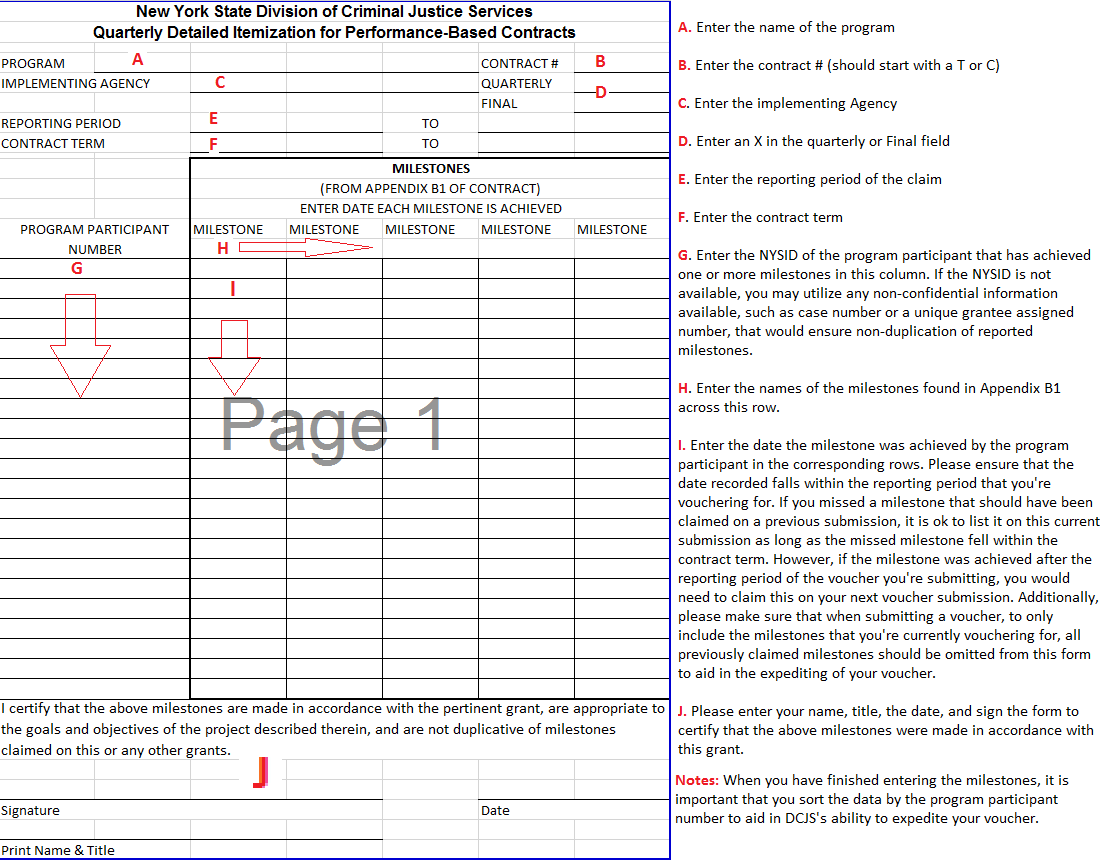 New York State Division of Criminal Justice Services
Quarterly Detailed Itemization for Performance-Based Contracts
PROGRAM A CONTRACT # B
IMPLEMENTING AGENCY C QUARTERLY D
FINAL
REPORTING PERIOD E TO
CONTRACT TERM F TO
MILESTONES
(FROM APPENDIX B1 OF CONTRACT)
ENTER DATE EACH MILESTONE IS ACHIEVED
PROGRAM PARTICIPANT MILESTONE MILESTONE MILESTONE MILESTONE MILESTONE
NUMBER H
G
I
Page 1
I certify that the above milestones are made in accordance with the pertinent grant, are appropriate to
the goals and objectives of the project described therein, and are not duplicative of milestones
claimed on this or any other grants.
J
Signature Date
Print Name & Title
A. Enter the name of the program
B. Enter the contract # (should start with a T or C)
C. Enter the implementing Agency
D. Enter an X in the quarterly or Final field
E. Enter the reporting period of the claim
F. Enter the contract term
G. Enter the NYSID of the program participant that has achieved
one or more milestones in this column. If the NYSID is not
available, you may utilize any non-confidential information
available, such as case number or a unique grantee assigned
number, that would ensure non-duplication of reported
milestones.
H. Enter the names of the milestones found in Appendix B1
across this row.
I. Enter the date the milestone was achieved by the program
participant in the corresponding rows. Please ensure that the
date recorded falls within the reporting period that you're
vouchering for. If you missed a milestone that should have been
claimed on a previous submission, it is ok to list it on this current
submission as long as the missed milestone fell within the
contract term. However, if the milestone was achieved after the
reporting period of the voucher you're submitting, you would
need to claim this on your next voucher submission. Additionally,
please make sure that when submitting a voucher, to only
include the milestones that you're currently vouchering for, all
previously claimed milestones should be omitted from this form
to aid in the expediting of your voucher.
J. Please enter your name, title, the date, and sign the form to
certify that the above milestones were made in accordance with
this grant.
Notes: When you have finished entering the milestones, it is
important that you sort the data by the program participant
number to aid in DCJS's ability to expedite your voucher.